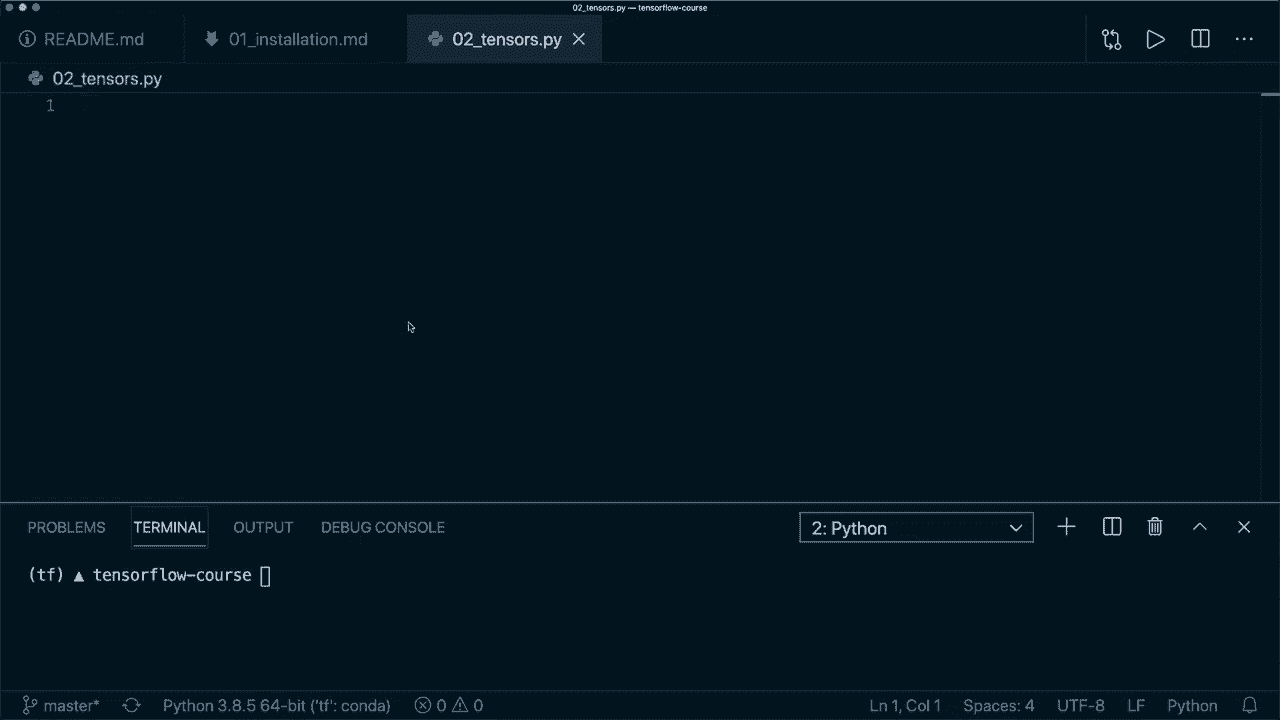 02_tensors.py — tensorflow-course
README.md 01_installation.md 02_tensors.py
02_tensors.py
1
PROBLEMS TERMINAL OUTPUT DEBUG CONSOLE 2: Python
(tf) ▲ tensorflow-course
master* Python 3.8.5 64-bit ('tf': conda) 0 0 Ln 1, Col 1 Spaces: 4 UTF-8 LF Python